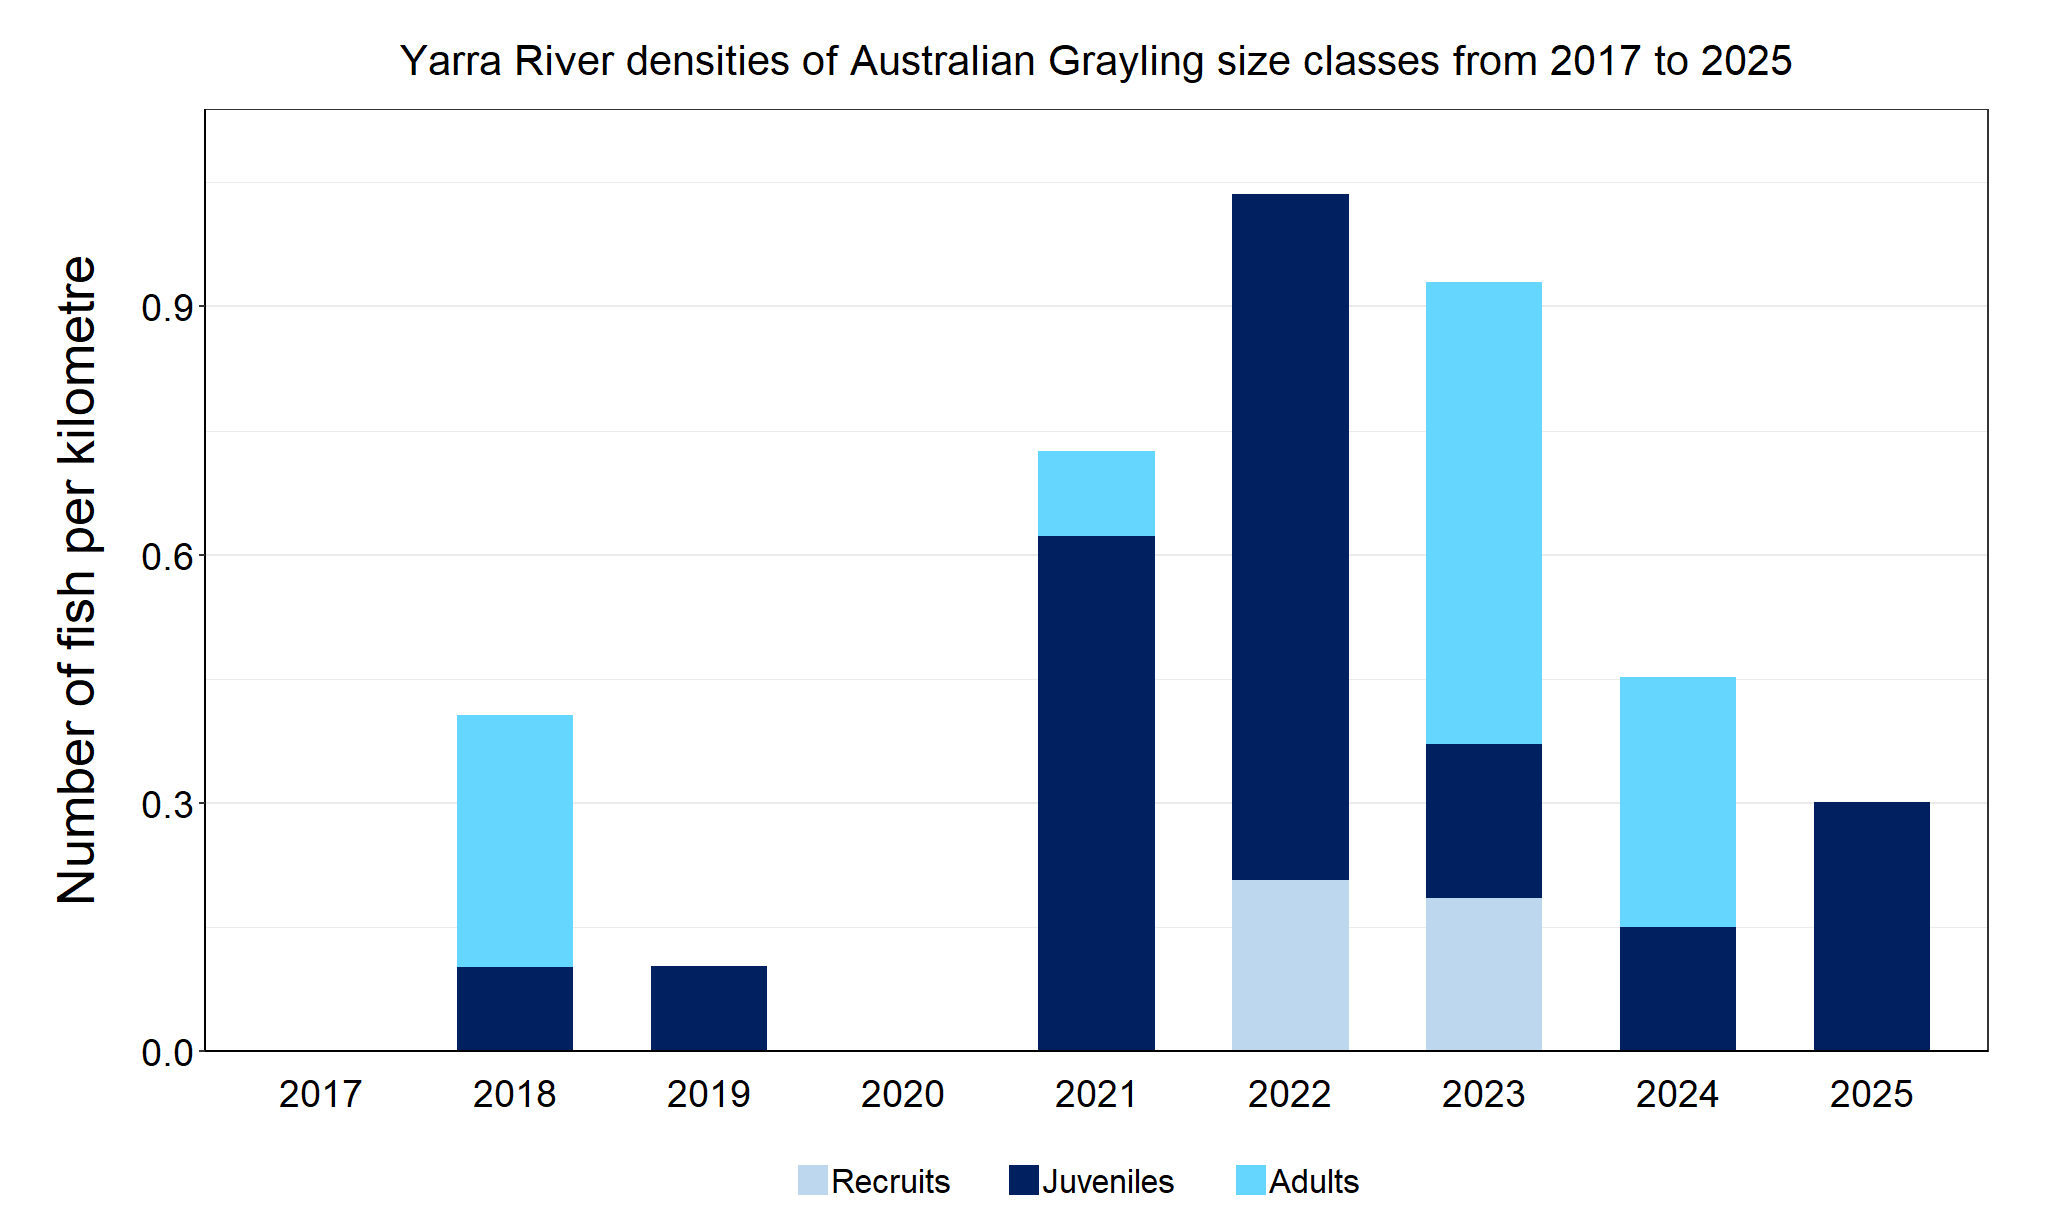 Yarra River densities of Australian Grayling size classes from 2017 to 2025
Number of fish per kilometre
0.9
0.6
0.3
0.0
2017 2018 2019 2020 2021 2022 2023 2024 2025
Recruits Juveniles Adults